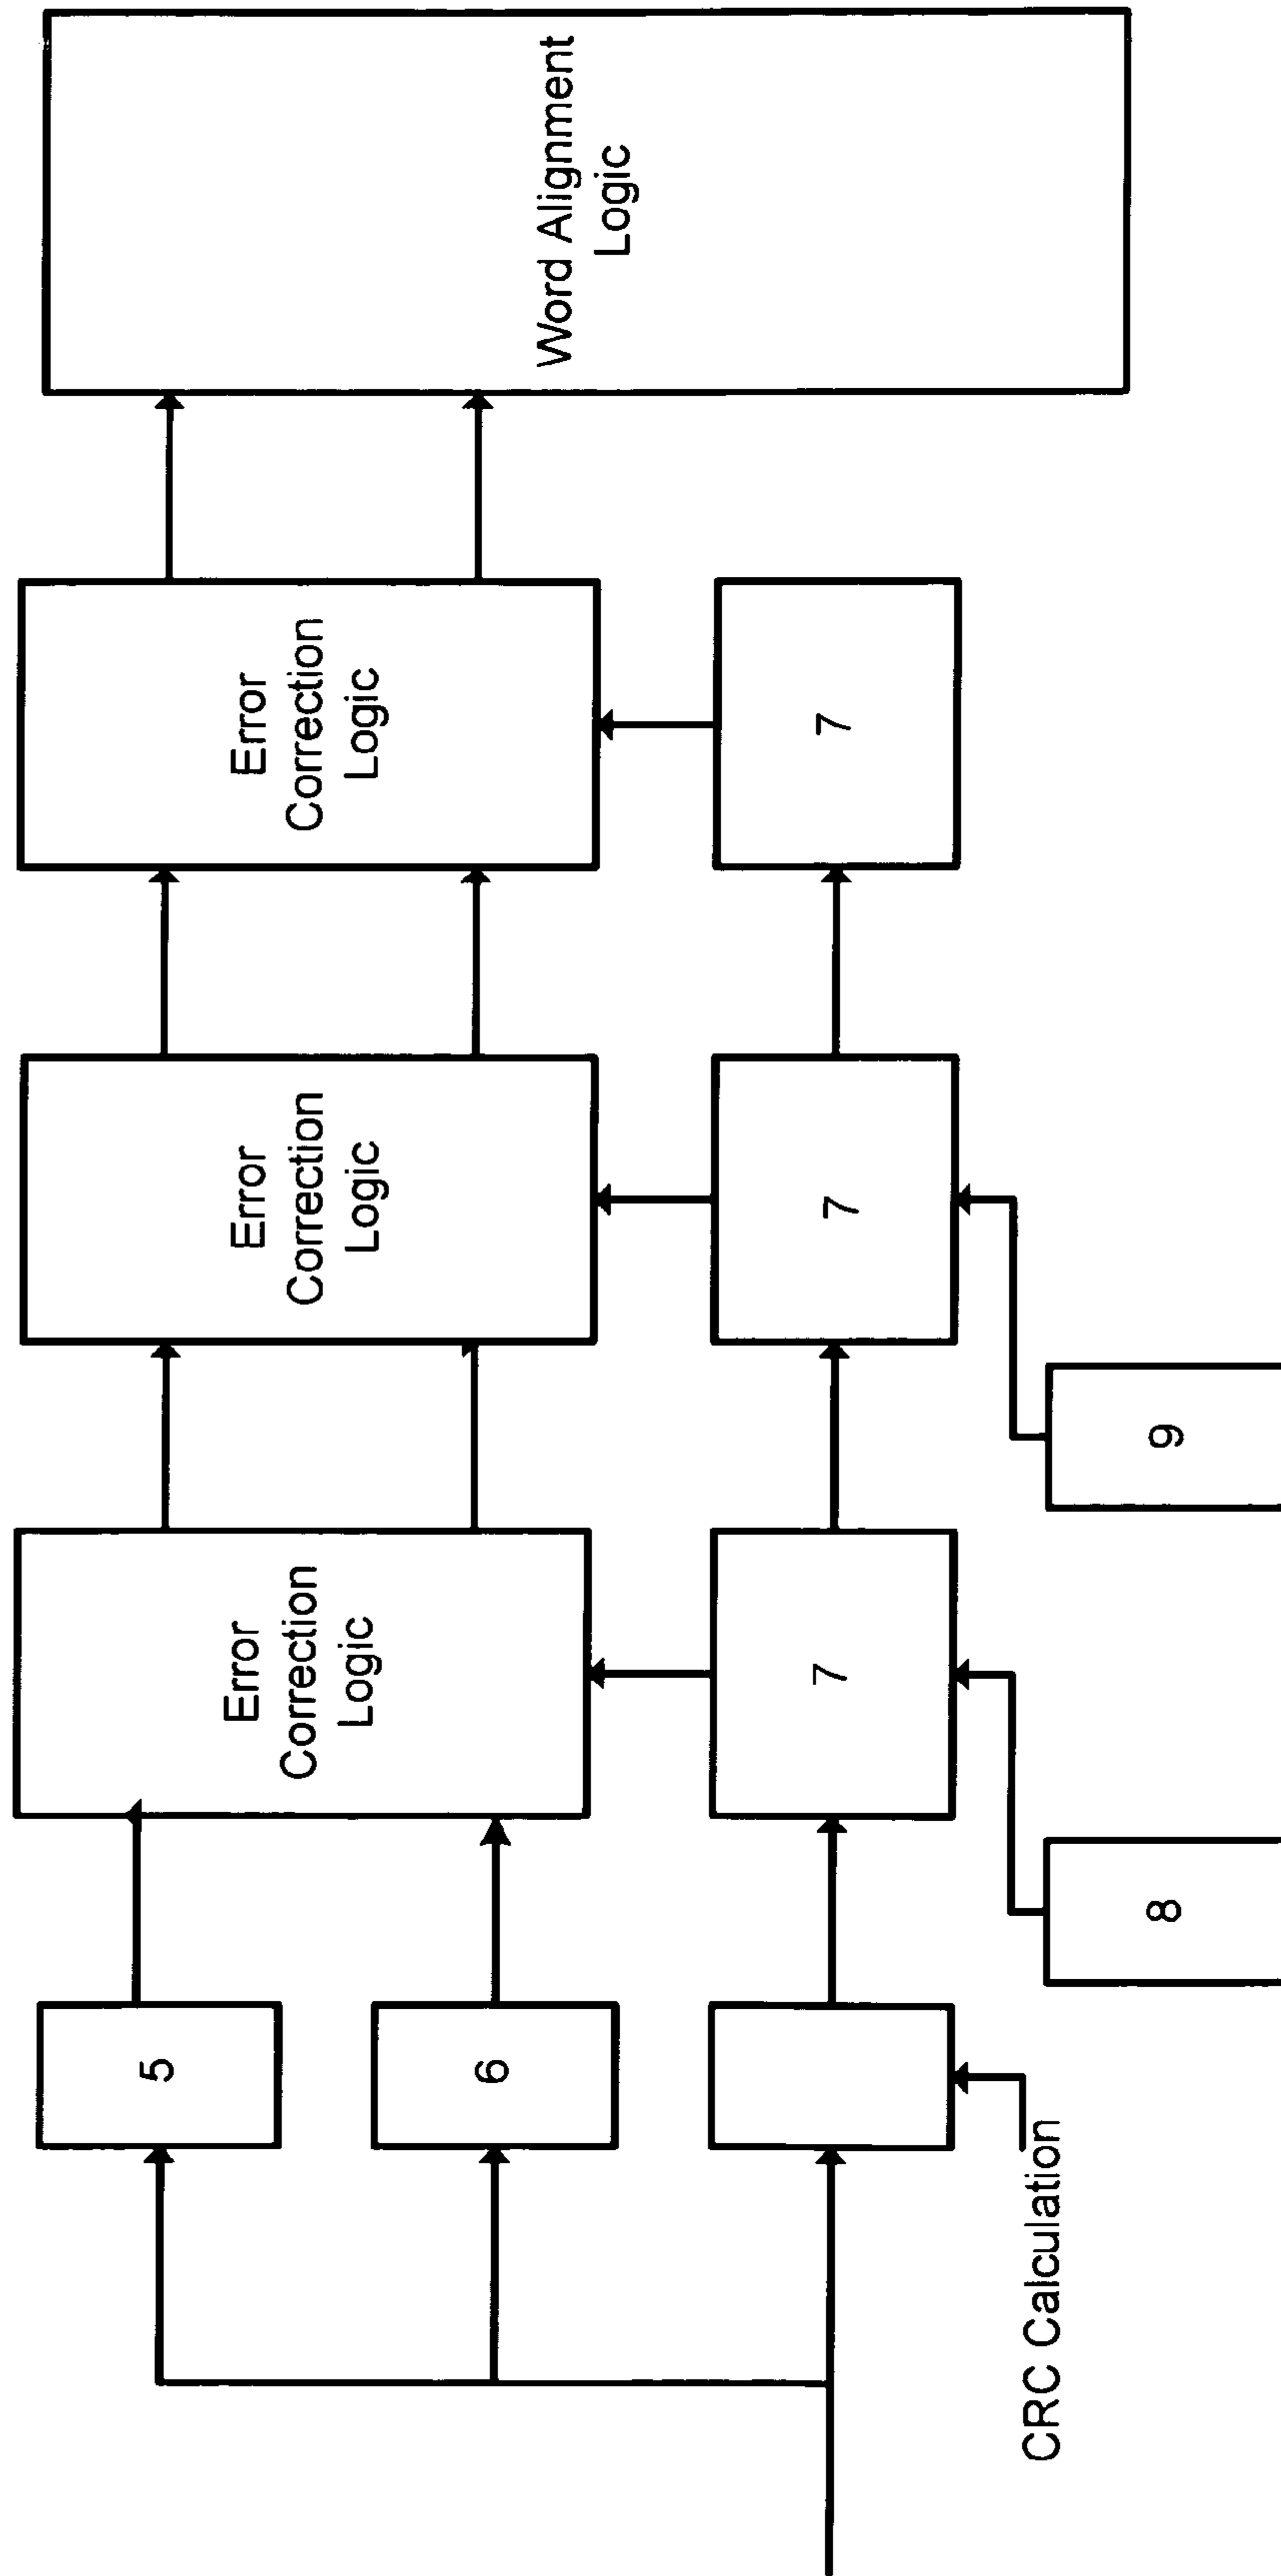 5
6
CRC Calculation
Error
Correction
Logic
7
8
Error
Correction
Logic
7
9
Error
Correction
Logic
7
Word Alignment
Logic